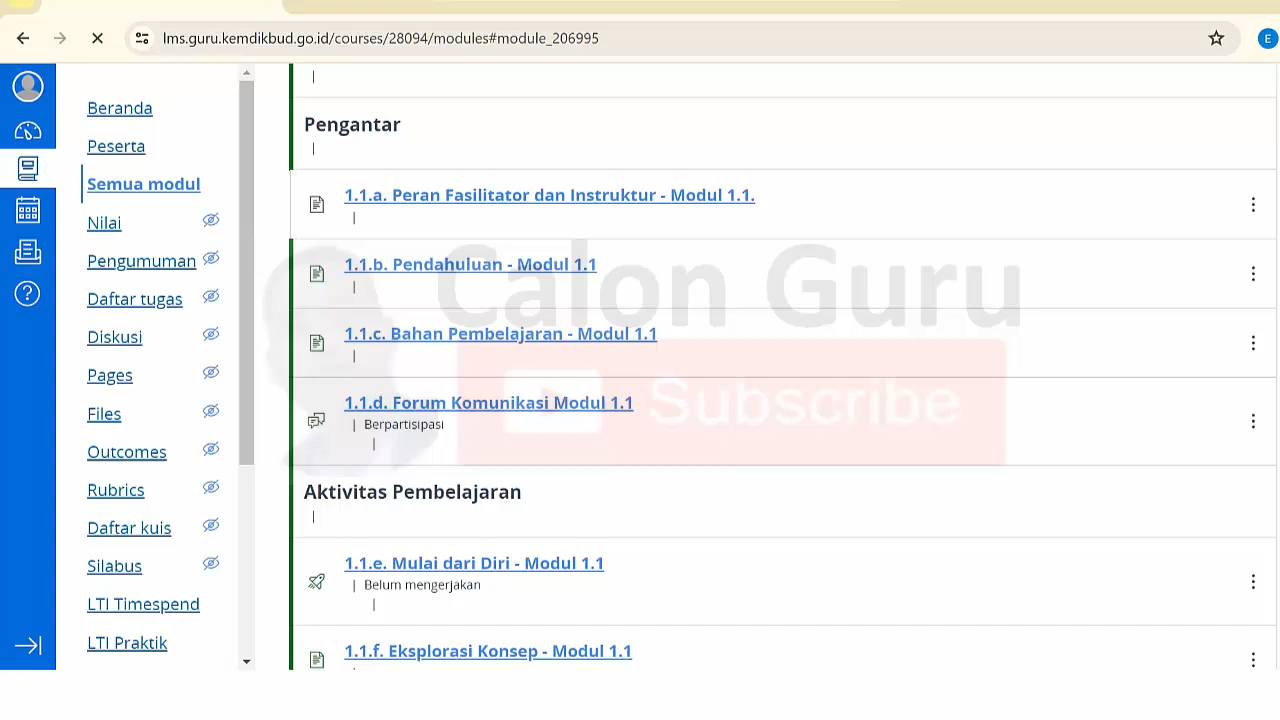 lms.guru.kemdikbud.go.id/courses/28094/modules#module_206995
E
Beranda
Peserta
Semua modul
Nilai
Pengumuman
Daftar tugas
Diskusi
Pages
Files
Outcomes
Rubrics
Daftar kuis
Silabus
LTI Timespend
LTI Praktik
|
Pengantar
|
1.1.a. Peran Fasilitator dan Instruktur - Modul 1.1.
|
1.1.b. Pendahuluan - Modul 1.1
|
1.1.c. Bahan Pembelajaran - Modul 1.1
|
1.1.d. Forum Komunikasi Modul 1.1
| Berpartisipasi
|
Aktivitas Pembelajaran
|
1.1.e. Mulai dari Diri - Modul 1.1
| Belum mengerjakan
|
1.1.f. Eksplorasi Konsep - Modul 1.1
Calon Guru
Subscribe